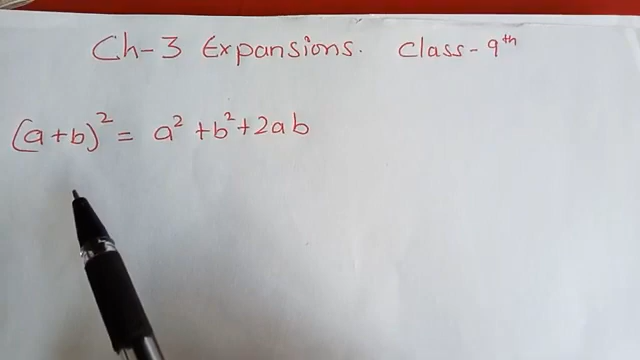 Ch-3 Expansions. Class-9th
(a+b)² = a² + b² + 2ab